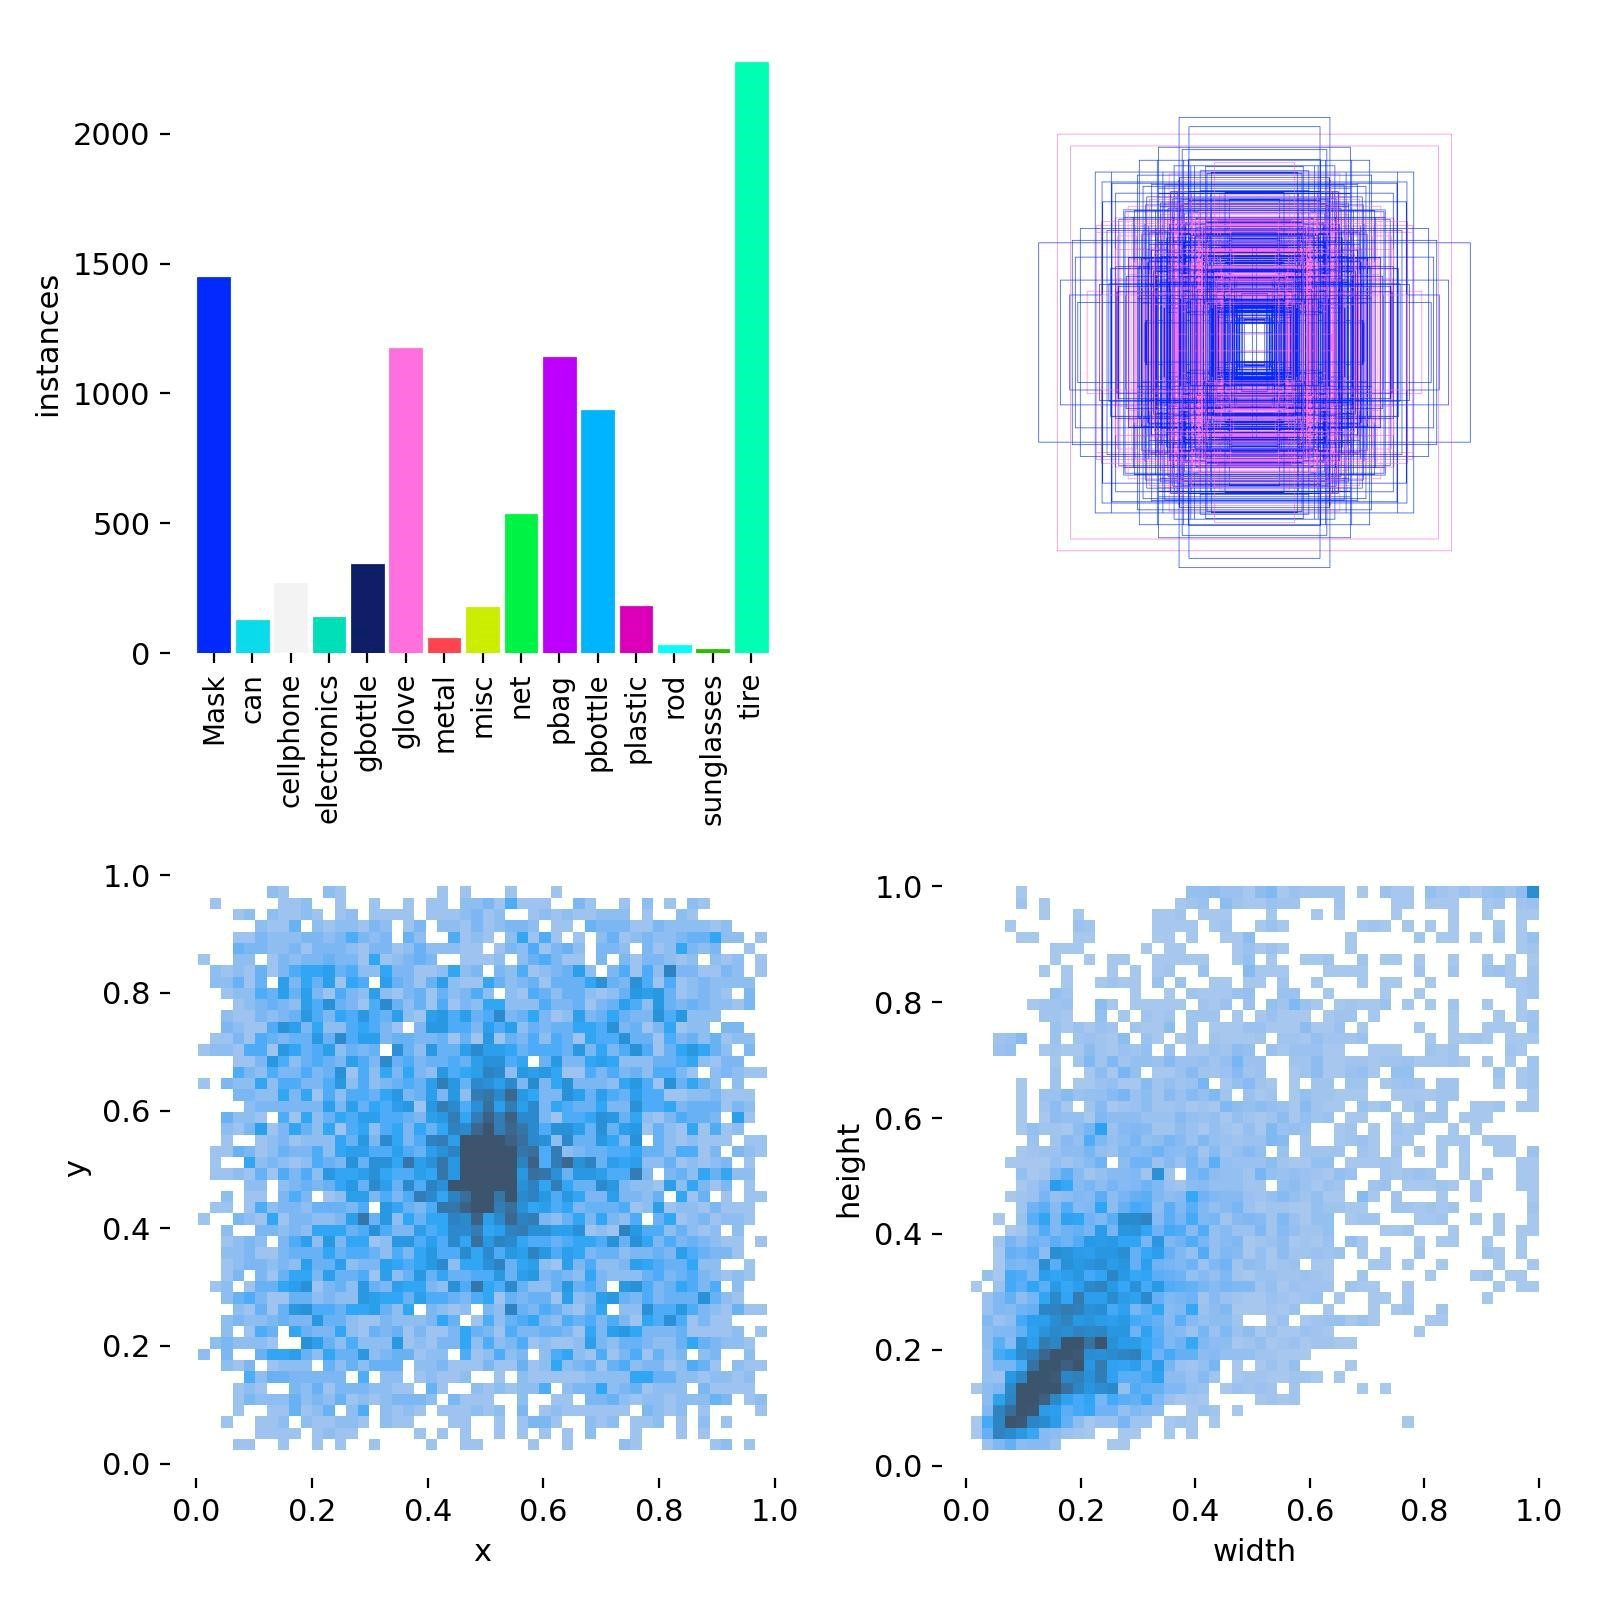 2000
1500
1000
500
0
instances
Mask
can
cellphone
electronics
gbottle
glove
metal
misc
net
pbag
pbottle
plastic
rod
sunglasses
tire
1.0
0.8
0.6
0.4
0.2
0.0
y
0.0 0.2 0.4 0.6 0.8 1.0
x
1.0
0.8
0.6
0.4
0.2
0.0
height
0.0 0.2 0.4 0.6 0.8 1.0
width